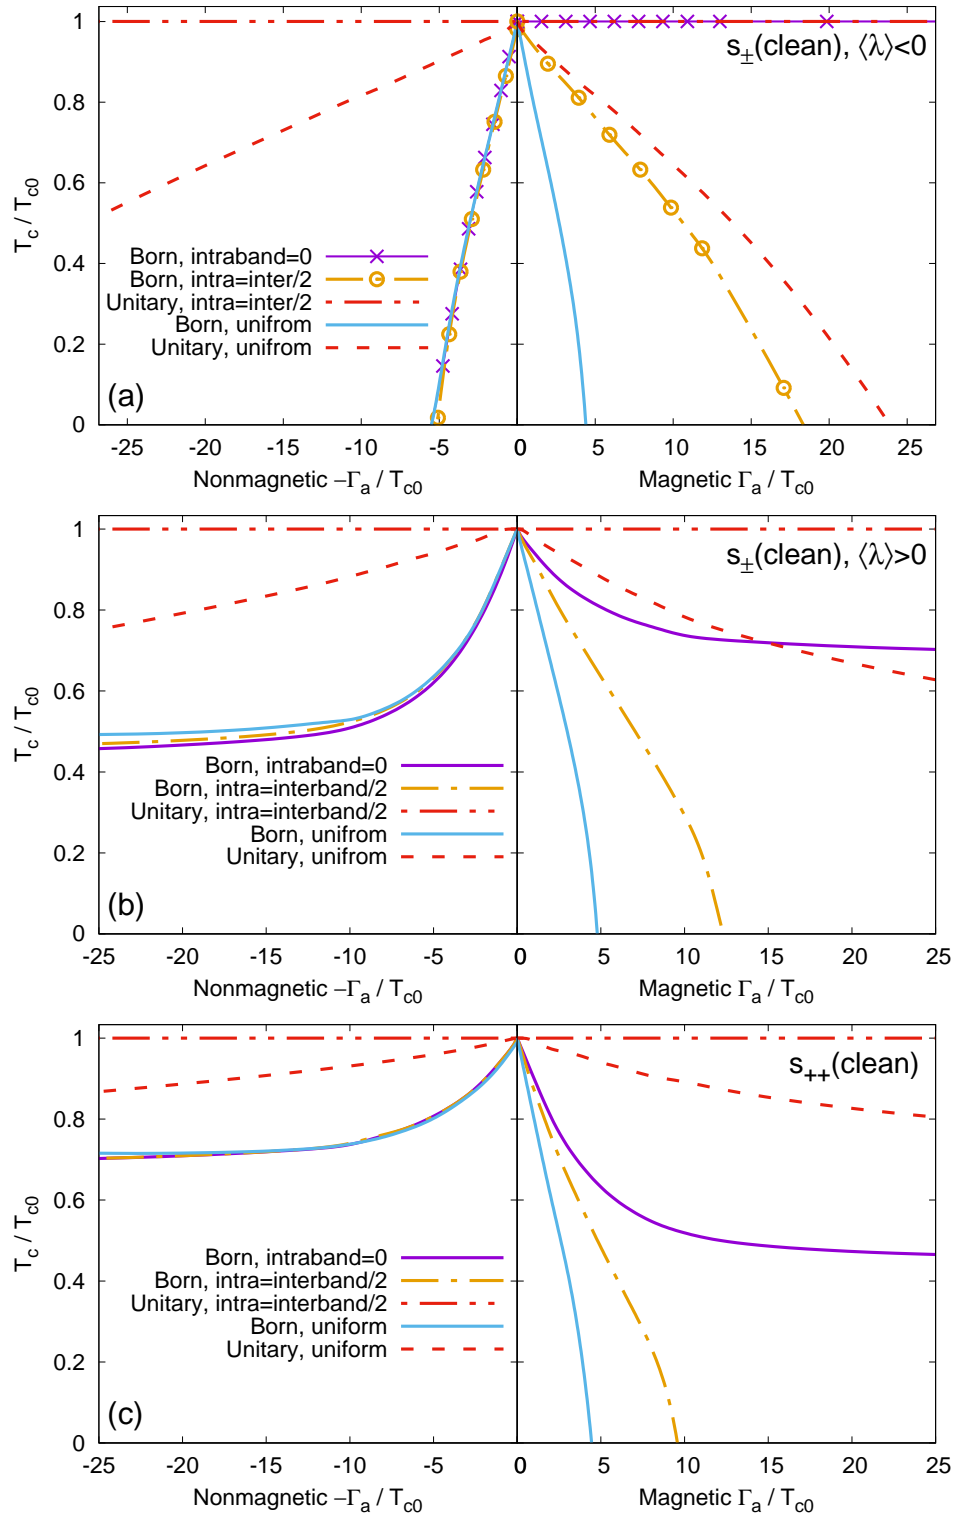 1
s±(clean), ⟨λ⟩<0
0.8
0.6
T_c / T_c0
Born, intraband=0
0.4
Born, intra=inter/2
Unitary, intra=inter/2
Born, unifrom
0.2
Unitary, unifrom
(a)
0
-25 -20 -15 -10 -5 0 0 5 10 15 20 25
Nonmagnetic −Γ_a / T_c0 Magnetic Γ_a / T_c0
1
s±(clean), ⟨λ⟩>0
0.8
0.6
T_c / T_c0
0.4
Born, intraband=0
Born, intra=interband/2
Unitary, intra=interband/2
Born, unifrom
0.2
Unitary, unifrom
(b)
0
-25 -20 -15 -10 -5 0 0 5 10 15 20 25
Nonmagnetic −Γ_a / T_c0 Magnetic Γ_a / T_c0
1
s_++(clean)
0.8
0.6
T_c / T_c0
Born, intraband=0
0.4
Born, intra=interband/2
Unitary, intra=interband/2
Born, uniform
0.2
Unitary, uniform
(c)
0
-25 -20 -15 -10 -5 0 0 5 10 15 20 25
Nonmagnetic −Γ_a / T_c0 Magnetic Γ_a / T_c0